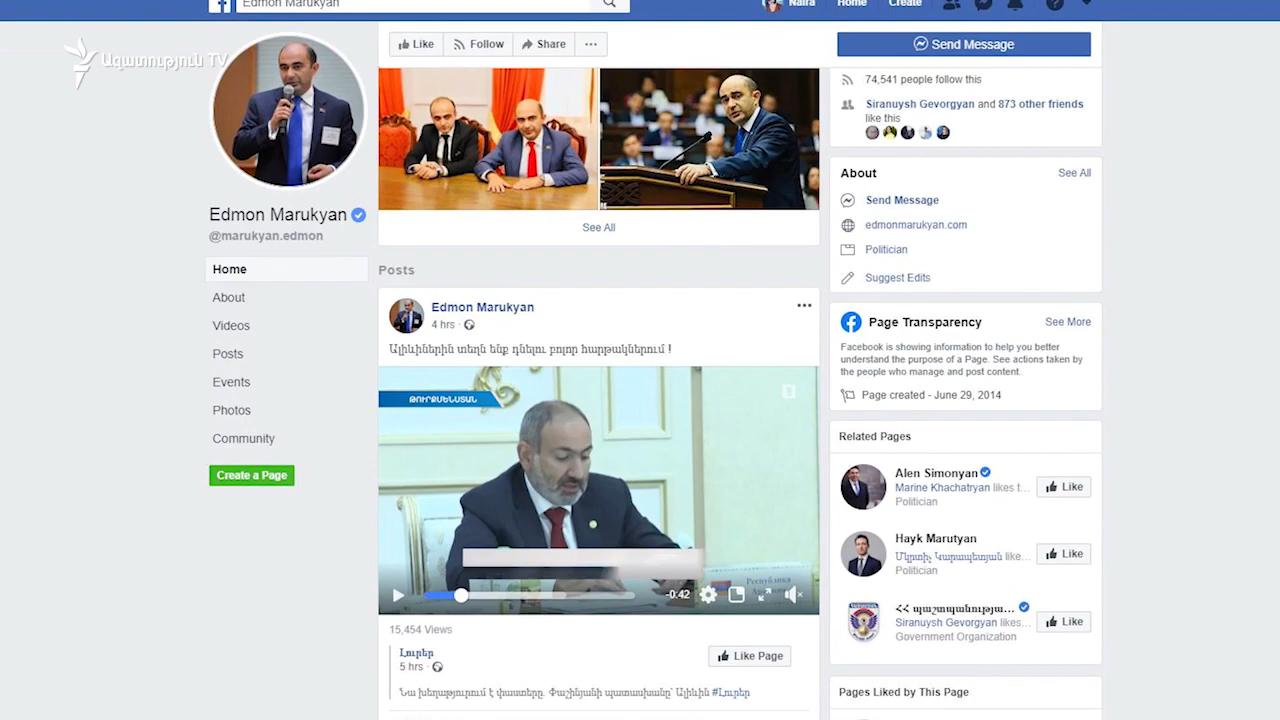 Edmon Marukyan
Naira
Home
Create
Ազատություն TV
Like
Follow
Share
Send Message
74,541 people follow this
Siranuysh Gevorgyan and 873 other friends
like this
Edmon Marukyan
@marukyan.edmon
Home
About
Videos
Posts
Events
Photos
Community
Create a Page
See All
Posts
Edmon Marukyan
4 hrs ·
Ալիևիներին տեղն ենք դնելու բոլոր հարթակներում !
ԹՈՒՐՔՄԵՆՍՏԱՆ
Республика
-0:42
15,454 Views
Լուրեր
5 hrs ·
Like Page
Նա խեղաթյուրում է փաստերը. Փաշինյանի պատասխանը՝ Ալիևին #Լուրեր
About
See All
Send Message
edmonmarukyan.com
Politician
Suggest Edits
Page Transparency
See More
Facebook is showing information to help you better
understand the purpose of a Page. See actions taken by
the people who manage and post content.
Page created - June 29, 2014
Related Pages
Alen Simonyan
Marine Khachatryan likes t...
Politician
Like
Hayk Marutyan
Մկրտիչ Կարապետյան like...
Politician
Like
ՀՀ պաշտպանությա...
Siranuysh Gevorgyan likes...
Government Organization
Like
Pages Liked by This Page